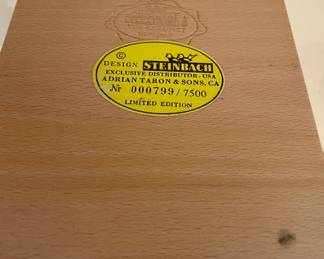 © DESIGN STEINBACH
EXCLUSIVE DISTRIBUTOR - USA
ADRIAN TARON & SONS, CA
Nr 000799 / 7500
LIMITED EDITION